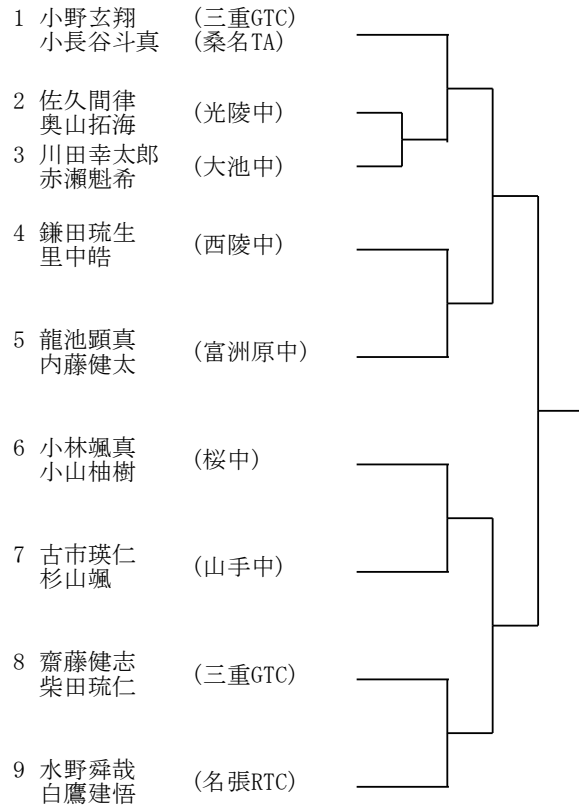 1 小野玄翔 (三重GTC)
小長谷斗真 (桑名TA)
2 佐久間律
奥山拓海 (光陵中)
3 川田幸太郎
赤瀬魁希 (大池中)
4 鎌田琉生
里中皓 (西陵中)
5 龍池顕真
内藤健太 (富洲原中)
6 小林颯真
小山柚樹 (桜中)
7 古市瑛仁
杉山颯 (山手中)
8 齋藤健志
柴田琉仁 (三重GTC)
9 水野舜哉
白鷹建悟 (名張RTC)